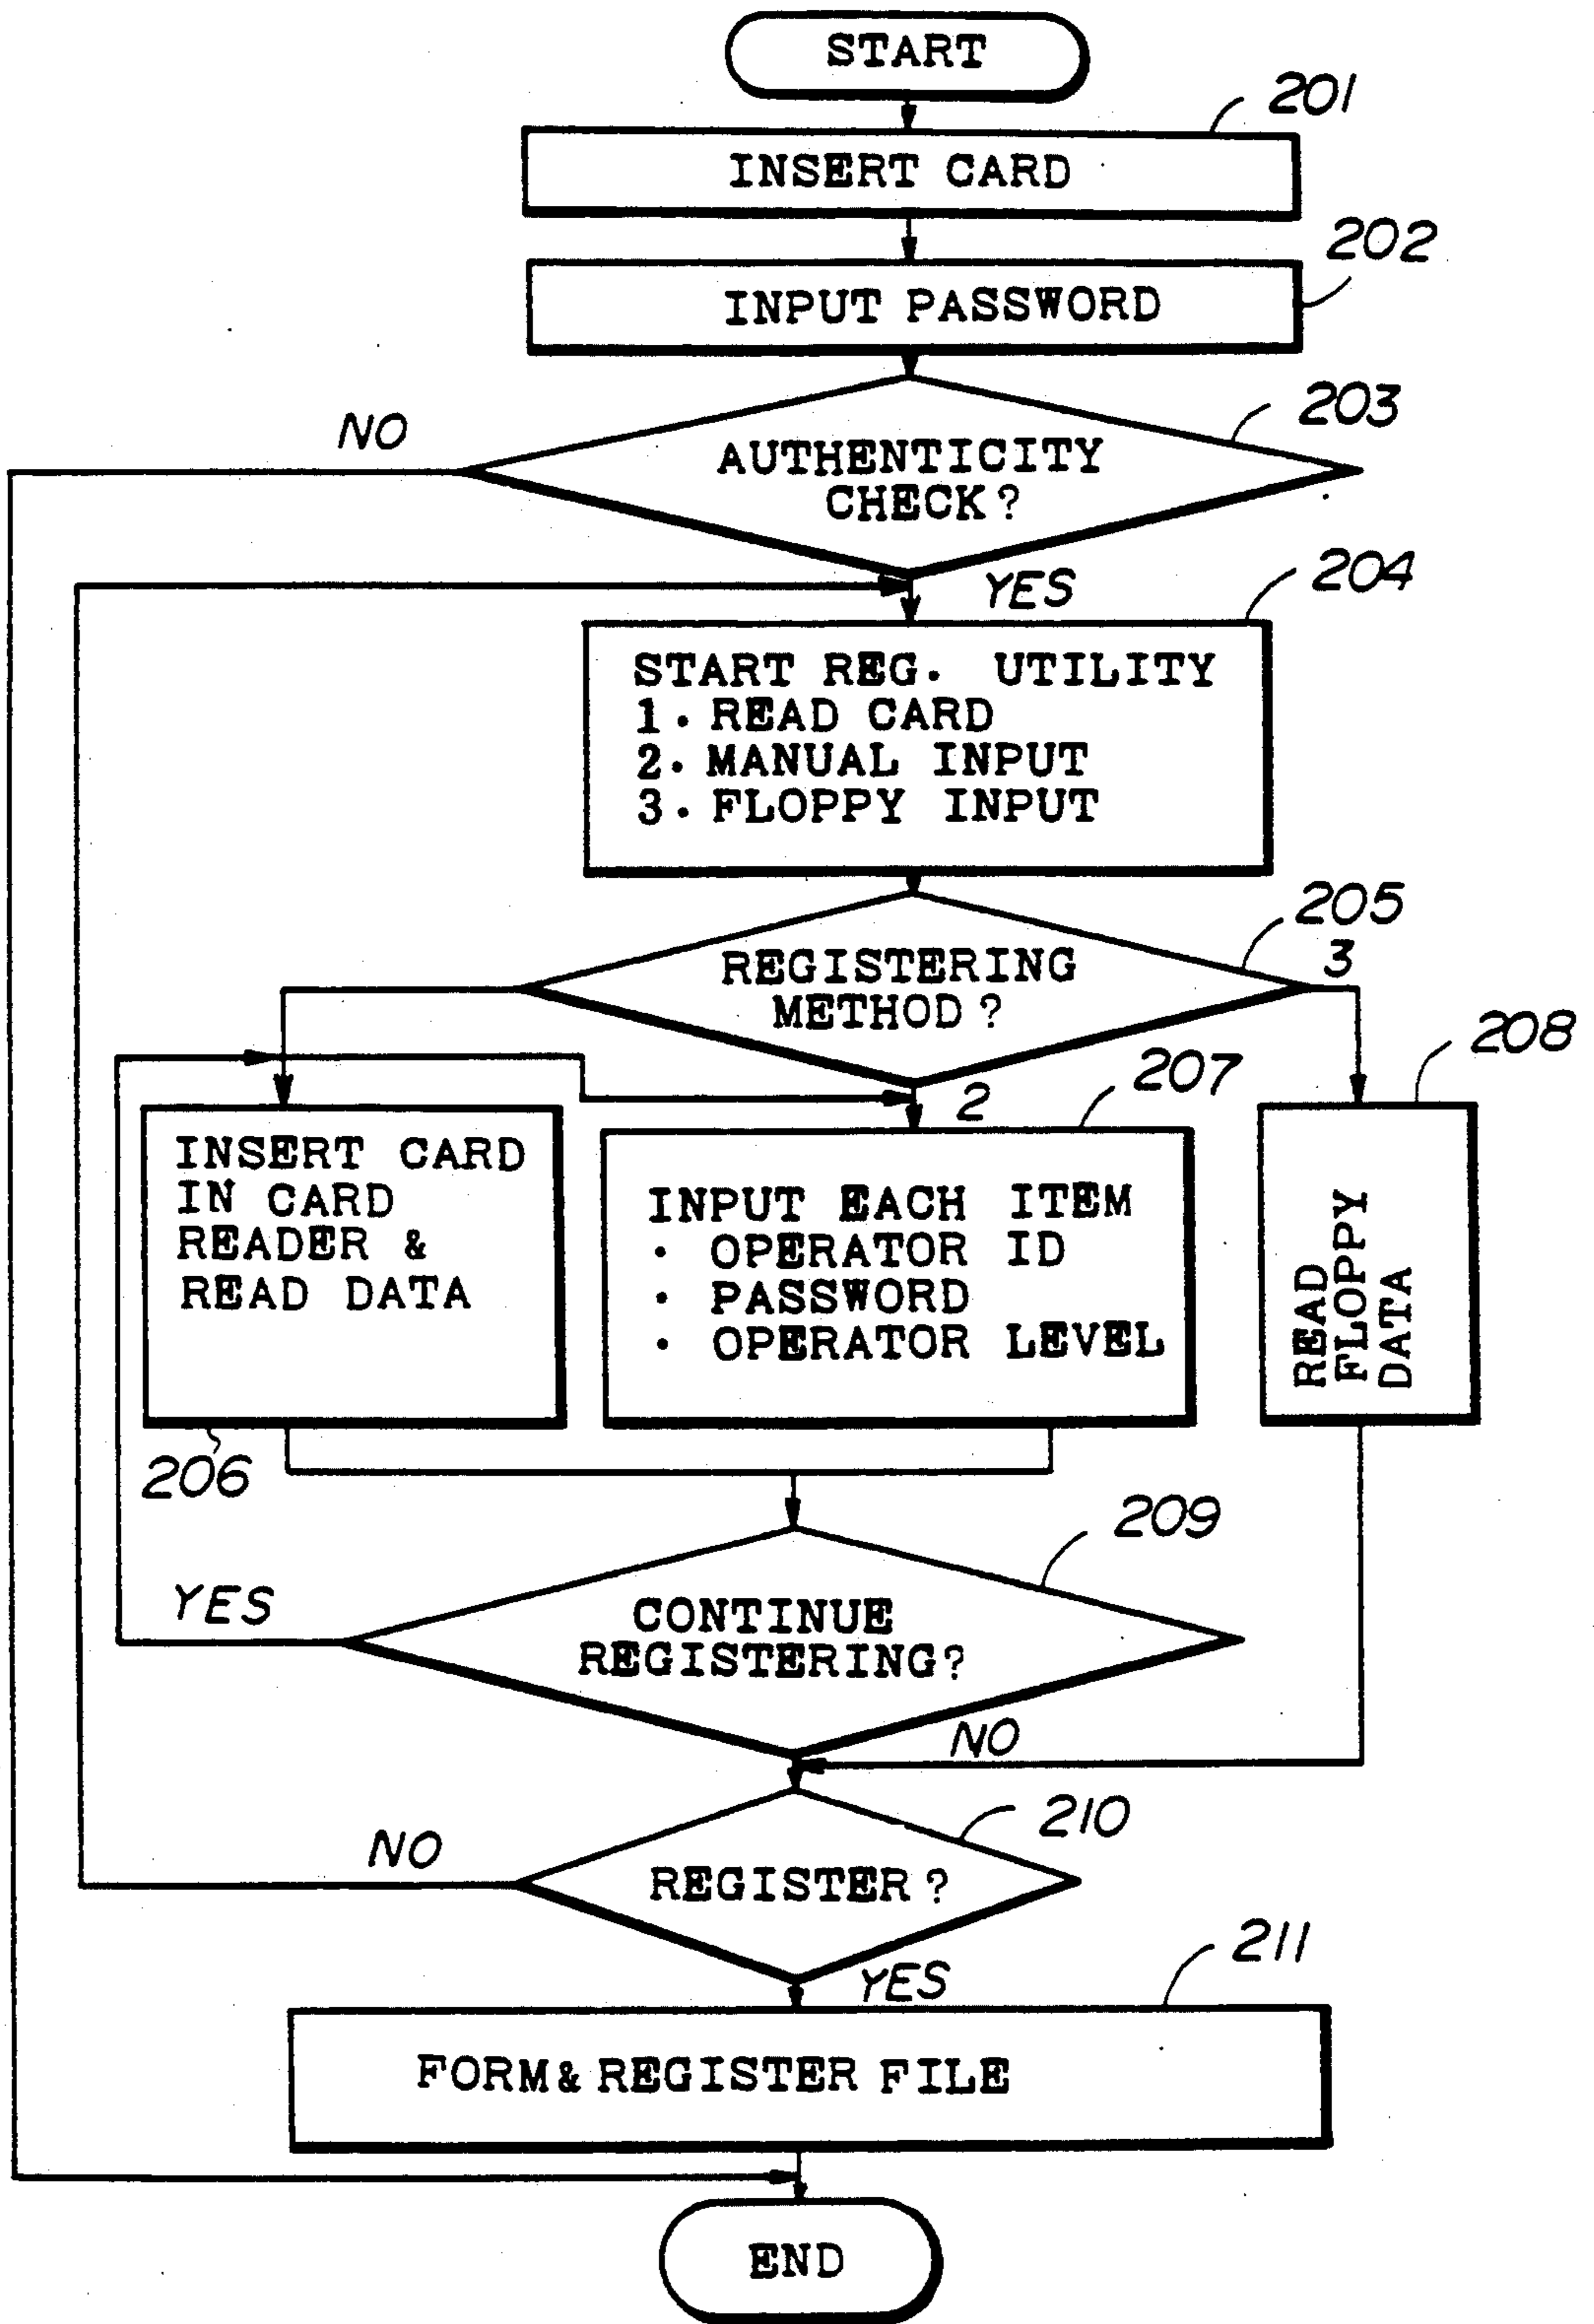 START
201
INSERT CARD
202
INPUT PASSWORD
203
NO
AUTHENTICITY
CHECK?
YES
204
START REG. UTILITY
1. READ CARD
2. MANUAL INPUT
3. FLOPPY INPUT
205
3
REGISTERING
METHOD?
2
207
208
INSERT CARD
IN CARD
READER &
READ DATA
206
INPUT EACH ITEM
· OPERATOR ID
· PASSWORD
· OPERATOR LEVEL
READ
FLOPPY
DATA
209
YES
CONTINUE
REGISTERING?
NO
210
NO
REGISTER?
YES
211
FORM & REGISTER FILE
END